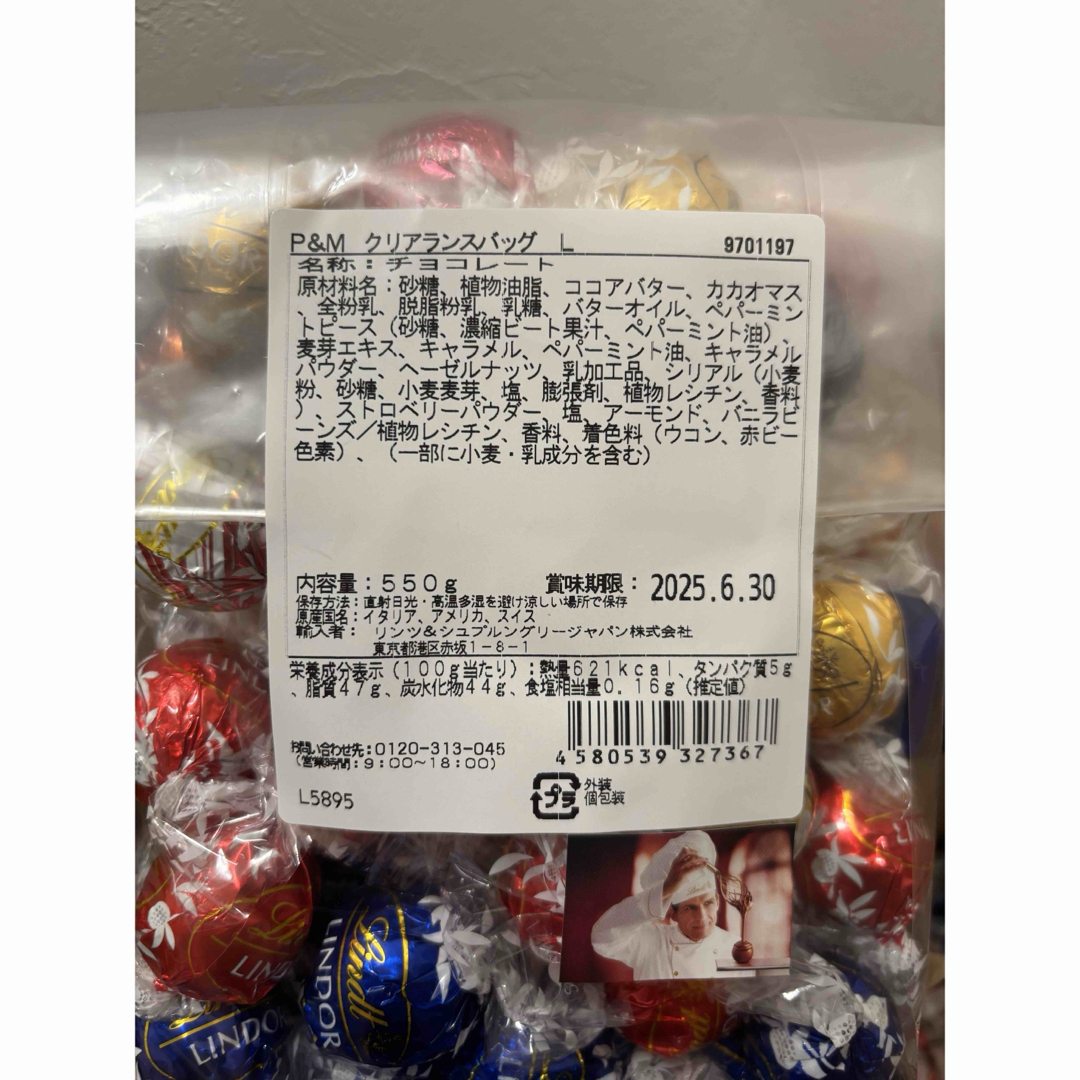 P&M クリアランスバッグ L 9701197
名称：チョコレート
原材料名：砂糖、植物油脂、ココアバター、カカオマス
、全粉乳、脱脂粉乳、乳糖、バターオイル、ペパーミン
トピース（砂糖、濃縮ビート果汁、ペパーミント油）、
麦芽エキス、キャラメル、ペパーミント油、キャラメル
パウダー、ヘーゼルナッツ、乳加工品、シリアル（小麦
粉、砂糖、小麦麦芽、塩、膨張剤、植物レシチン、香料
）、ストロベリーパウダー、塩、アーモンド、バニラビ
ーンズ／植物レシチン、香料、着色料（ウコン、赤ビー
色素）、（一部に小麦・乳成分を含む）
内容量：550g 賞味期限：2025.6.30
保存方法：直射日光・高温多湿を避け涼しい場所で保存
原産国名：イタリア、アメリカ、スイス
輸入者： リンツ&シュプルングリージャパン株式会社
東京都港区赤坂1-8-1
栄養成分表示（100g当たり）：熱量621kcal、タンパク質5g
、脂質47g、炭水化物44g、食塩相当量0.16g（推定値）
4 580539 327367
お問い合わせ先：0120-313-045
（営業時間：9：00〜18：00）
プラ 外装
個包装
L5895
LINDOR
Lindt
LINDOR
LINDOR